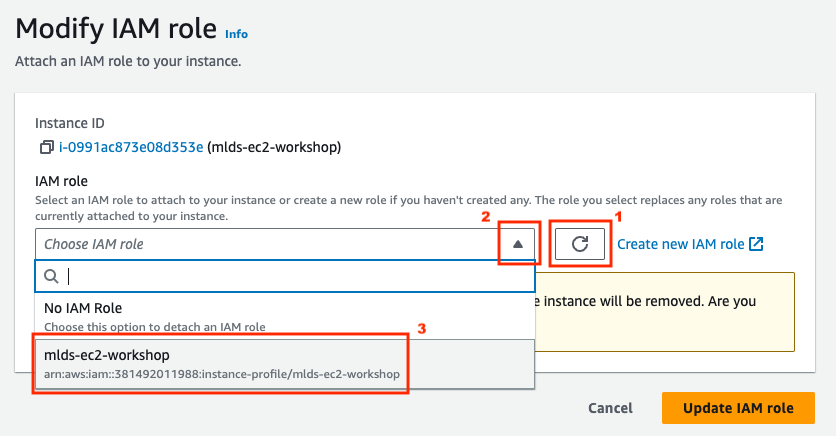 Modify IAM role Info
Attach an IAM role to your instance.
Instance ID
i-0991ac873e08d353e (mlds-ec2-workshop)
IAM role
Select an IAM role to attach to your instance or create a new role if you haven't created any. The role you select replaces any roles that are
currently attached to your instance.
2
1
Choose IAM role
Create new IAM role
No IAM Role
e instance will be removed. Are you
Choose this option to detach an IAM role
3
mlds-ec2-workshop
arn:aws:iam::381492011988:instance-profile/mlds-ec2-workshop
Cancel
Update IAM role